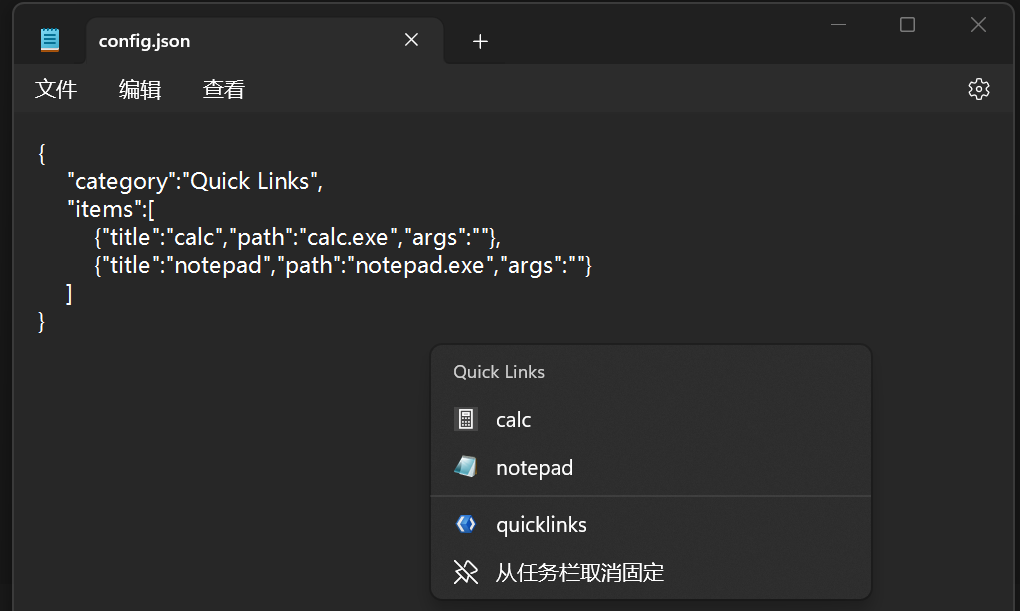 config.json
文件 编辑 查看
{
"category":"Quick Links",
"items":[
{"title":"calc","path":"calc.exe","args":""},
{"title":"notepad","path":"notepad.exe","args":""}
]
}
Quick Links
calc
notepad
quicklinks
从任务栏取消固定